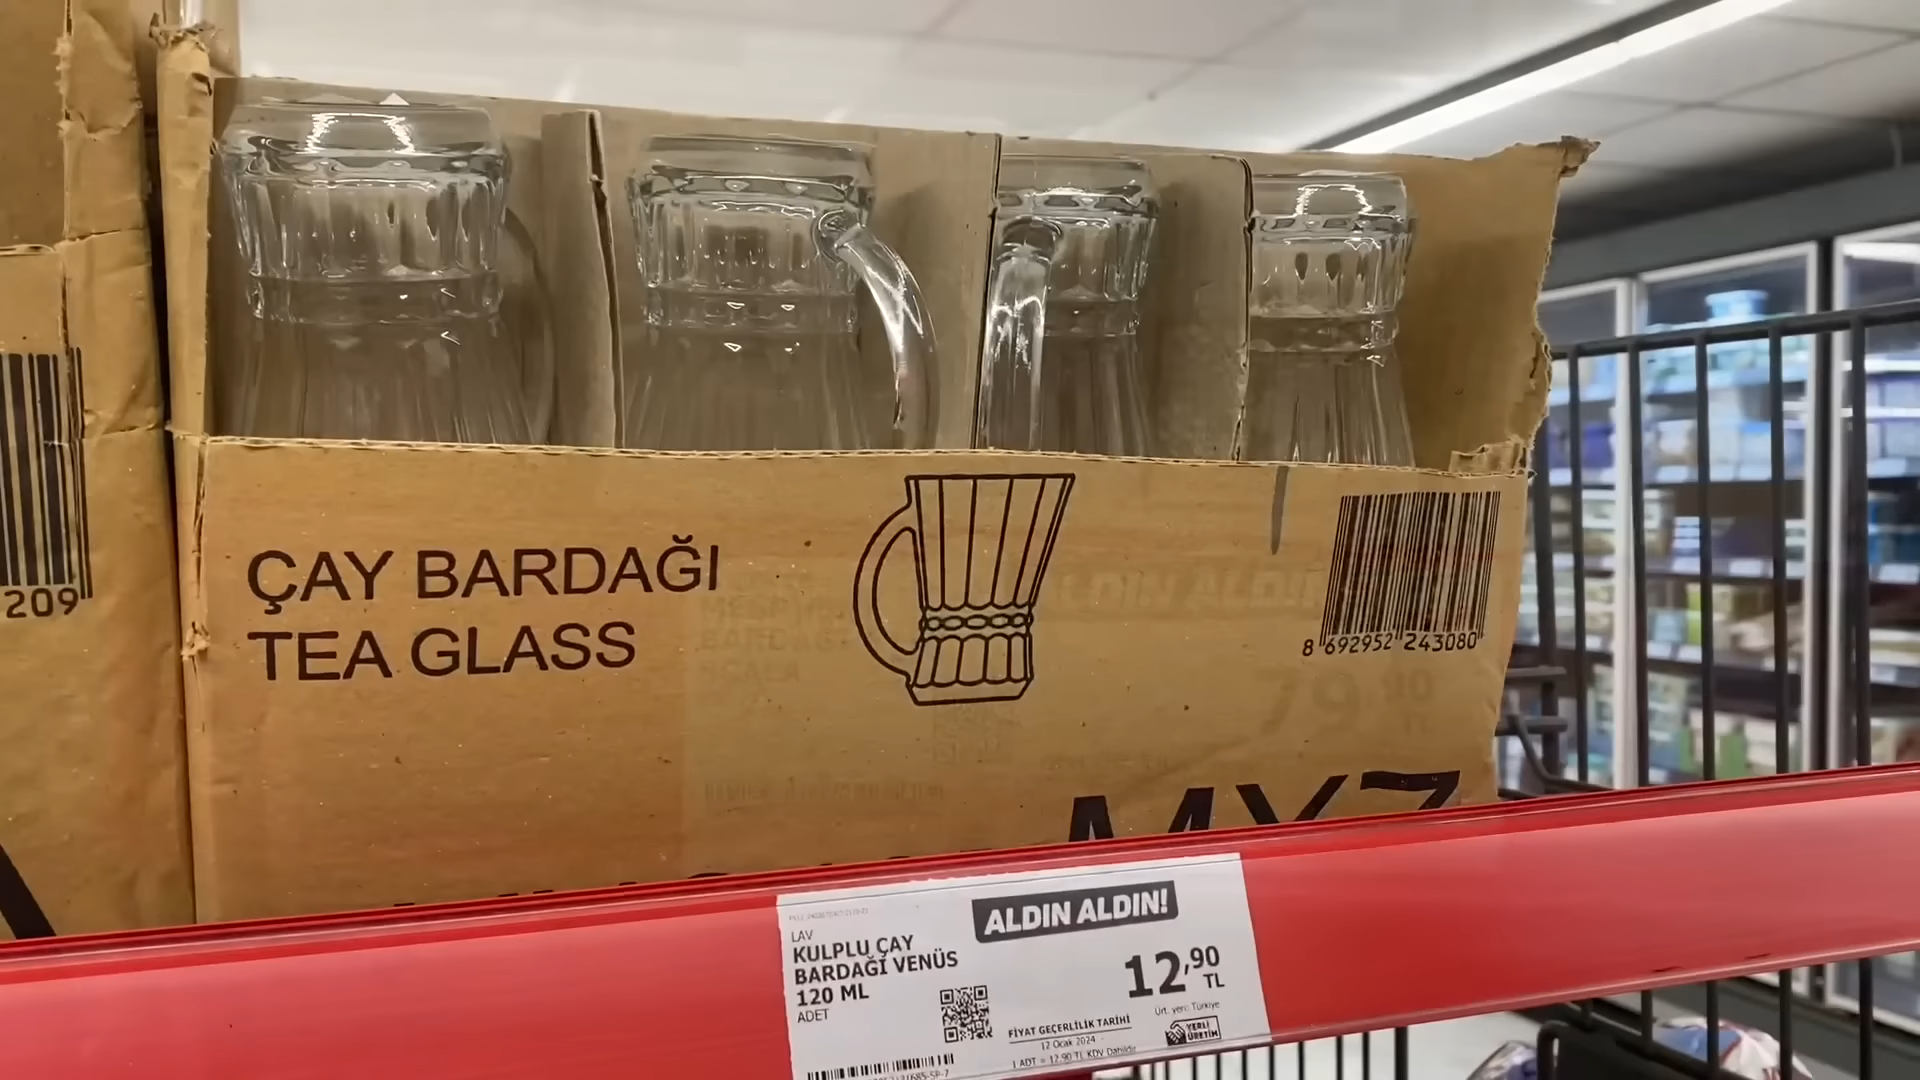 209
ÇAY BARDAĞI
TEA GLASS
8 692952 243080
ALDIN ALDIN!
LAV
KULPLU ÇAY
BARDAĞI VENÜS
120 ML
ADET
12,90
TL
Ürt. yeri: Türkiye
YERLİ
ÜRETİM
FİYAT GEÇERLİLİK TARİHİ
12 Ocak 2024
1 ADT = 12.90 TL KDV Dahildir